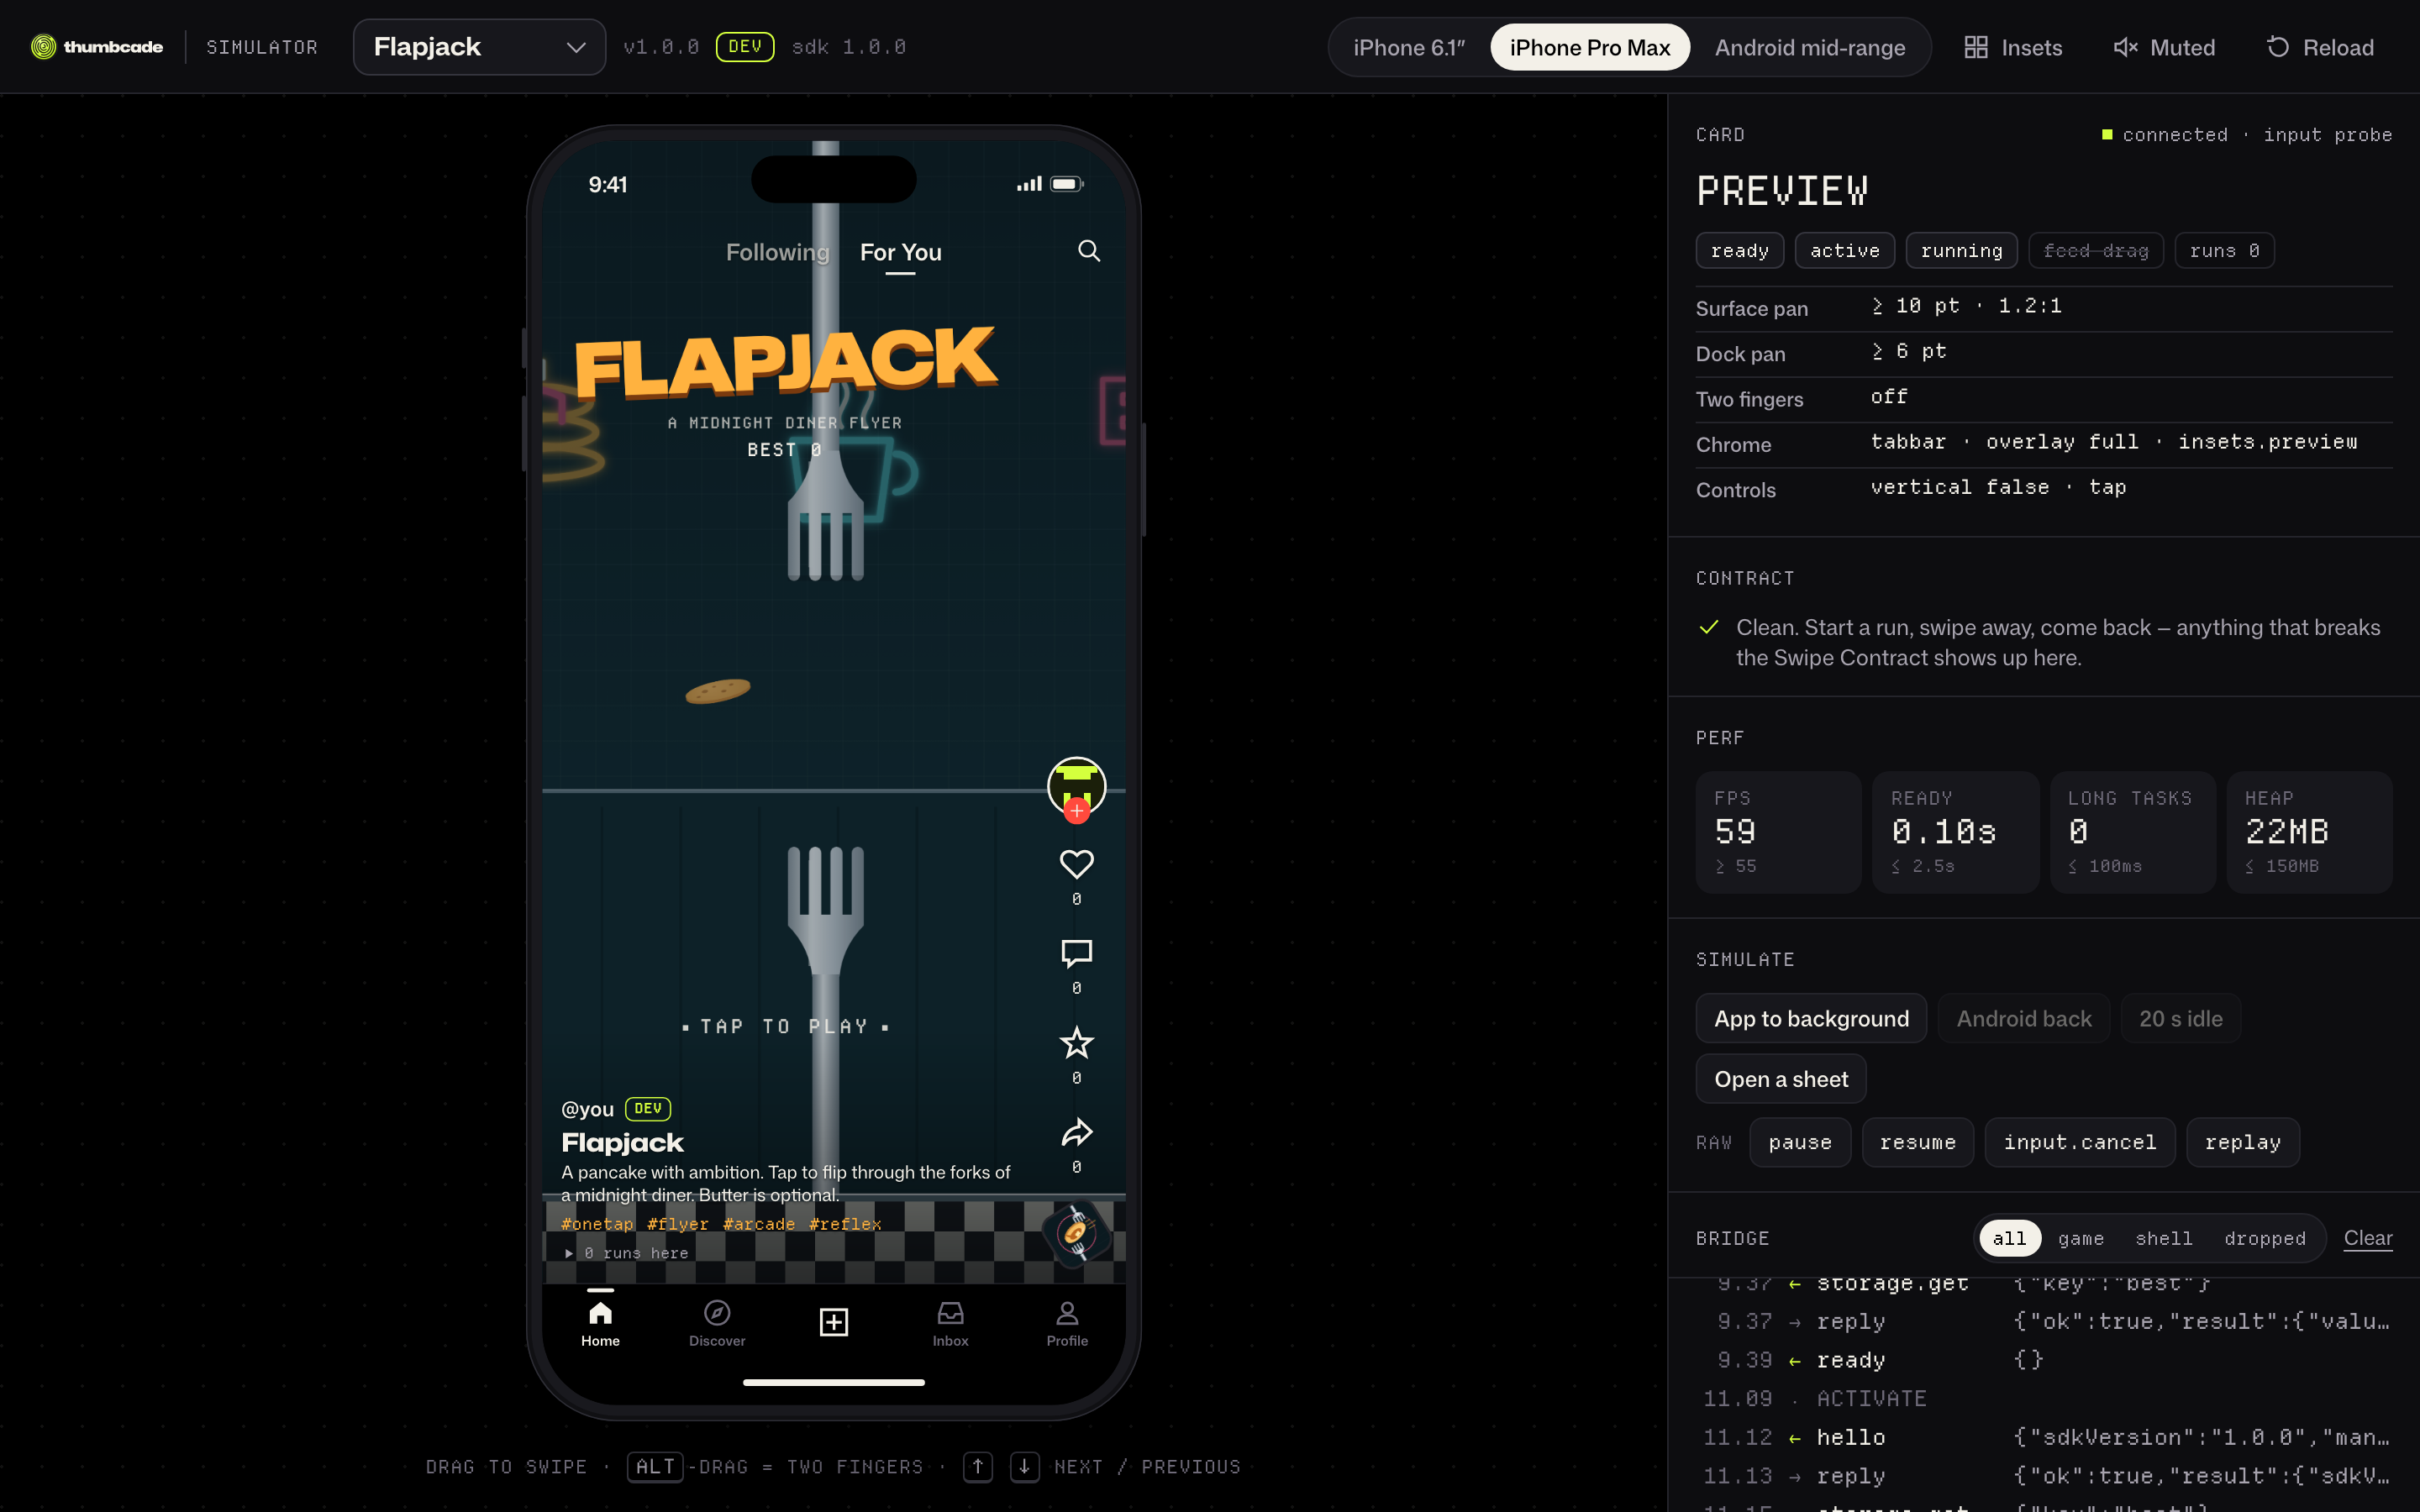 thumbcade SIMULATOR Flapjack v1.0.0 DEV sdk 1.0.0 iPhone 6.1″ iPhone Pro Max Android mid-range Insets Muted Reload
9:41
Following For You
FLAPJACK
A MIDNIGHT DINER FLYER
BEST 0
0
0
0
TAP TO PLAY
0
@you DEV
Flapjack
A pancake with ambition. Tap to flip through the forks of
a midnight diner. Butter is optional.
#onetap #flyer #arcade #reflex
0 runs here
Home Discover Inbox Profile
DRAG TO SWIPE · ALT-DRAG = TWO FINGERS · ↑ ↓ NEXT / PREVIOUS
CARD connected · input probe
PREVIEW
ready active running feed drag runs 0
Surface pan ≥ 10 pt · 1.2:1
Dock pan ≥ 6 pt
Two fingers off
Chrome tabbar · overlay full · insets.preview
Controls vertical false · tap
CONTRACT
Clean. Start a run, swipe away, come back – anything that breaks
the Swipe Contract shows up here.
PERF
FPS READY LONG TASKS HEAP
59 0.10s 0 22MB
≥ 55 ≤ 2.5s ≤ 100ms ≤ 150MB
SIMULATE
App to background Android back 20 s idle
Open a sheet
RAW pause resume input.cancel replay
BRIDGE all game shell dropped Clear
9.37 ← storage.get {"key":"best"}
9.37 → reply {"ok":true,"result":{"valu…
9.39 ← ready {}
11.09 · ACTIVATE
11.12 ← hello {"sdkVersion":"1.0.0","man…
11.13 → reply {"ok":true,"result":{"sdkV…